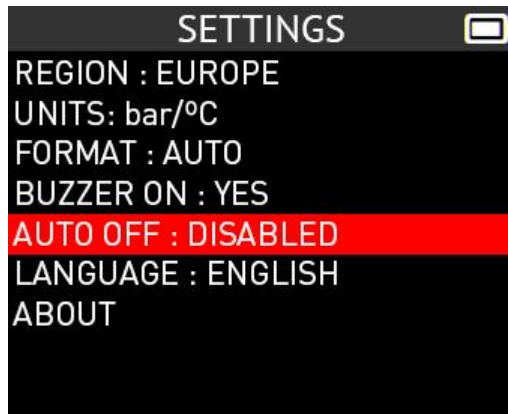 SETTINGS
REGION : EUROPE
UNITS: bar/ºC
FORMAT : AUTO
BUZZER ON : YES
AUTO OFF : DISABLED
LANGUAGE : ENGLISH
ABOUT